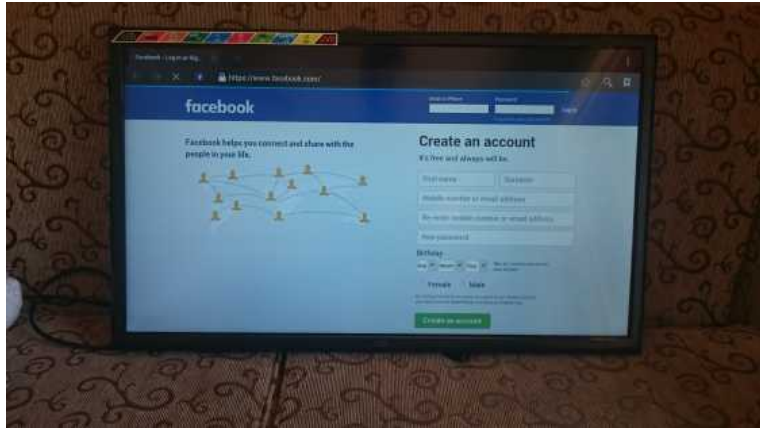 Facebook - Log In or Sig
https://www.facebook.com/
facebook
Email or Phone
Password
Log In
Facebook helps you connect and share with the
people in your life.
Create an account
It's free and always will be.
First name
Surname
Mobile number or email address
Re-enter mobile number or email address
New password
Birthday
Day
Month
Year
Female
Male
Create an account